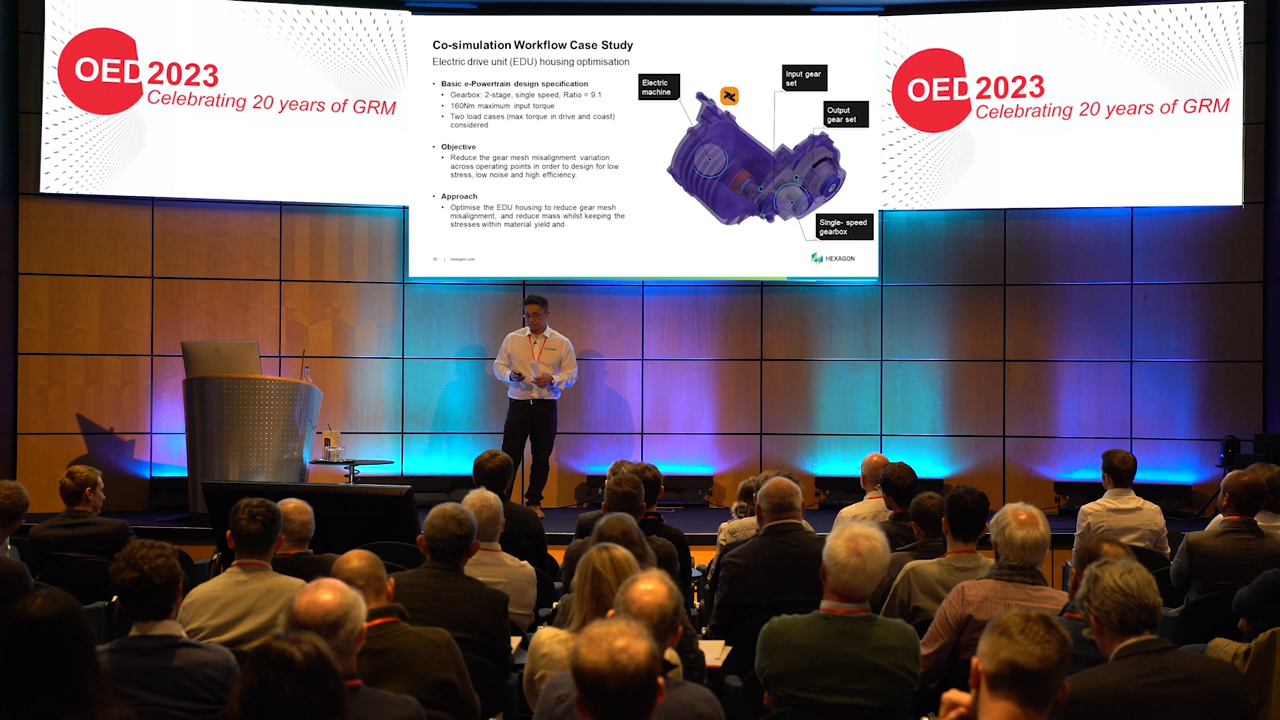 OED 2023
Celebrating 20 years of GRM
Co-simulation Workflow Case Study
Electric drive unit (EDU) housing optimisation
• Basic e-Powertrain design specification
• Gearbox: 2-stage, single speed, Ratio = 9.1
• 160Nm maximum input torque
• Two load cases (max torque in drive and coast)
considered
• Objective
• Reduce the gear mesh misalignment variation
across operating points in order to design for low
stress, low noise and high efficiency.
• Approach
• Optimise the EDU housing to reduce gear mesh
misalignment, and reduce mass whilst keeping the
stresses within material yield and
Electric
machine
Input gear
set
Output
gear set
Single- speed
gearbox
| hexagon.com
HEXAGON
OED 2023
Celebrating 20 years of GRM